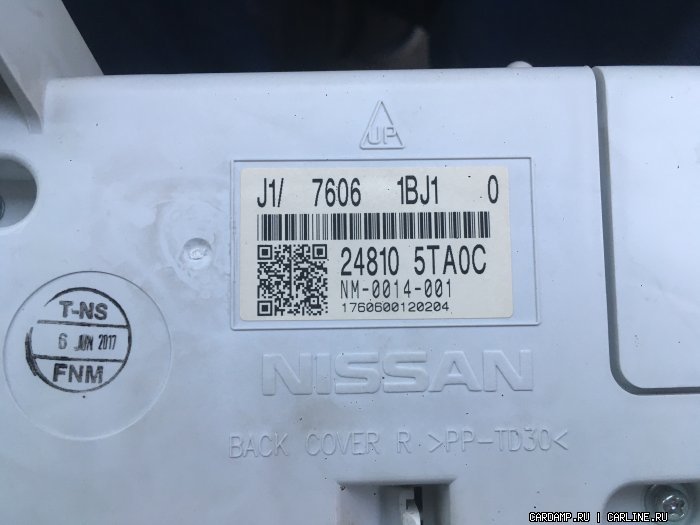 UP
J1/ 7606 1BJ1 0
24810 5TA0C
NM-0014-001
1760600120204
T-NS
6 JUN 2017
FNM
NISSAN
BACK COVER R >PP-TD30<
CARDAMP.RU | CARLINE.RU